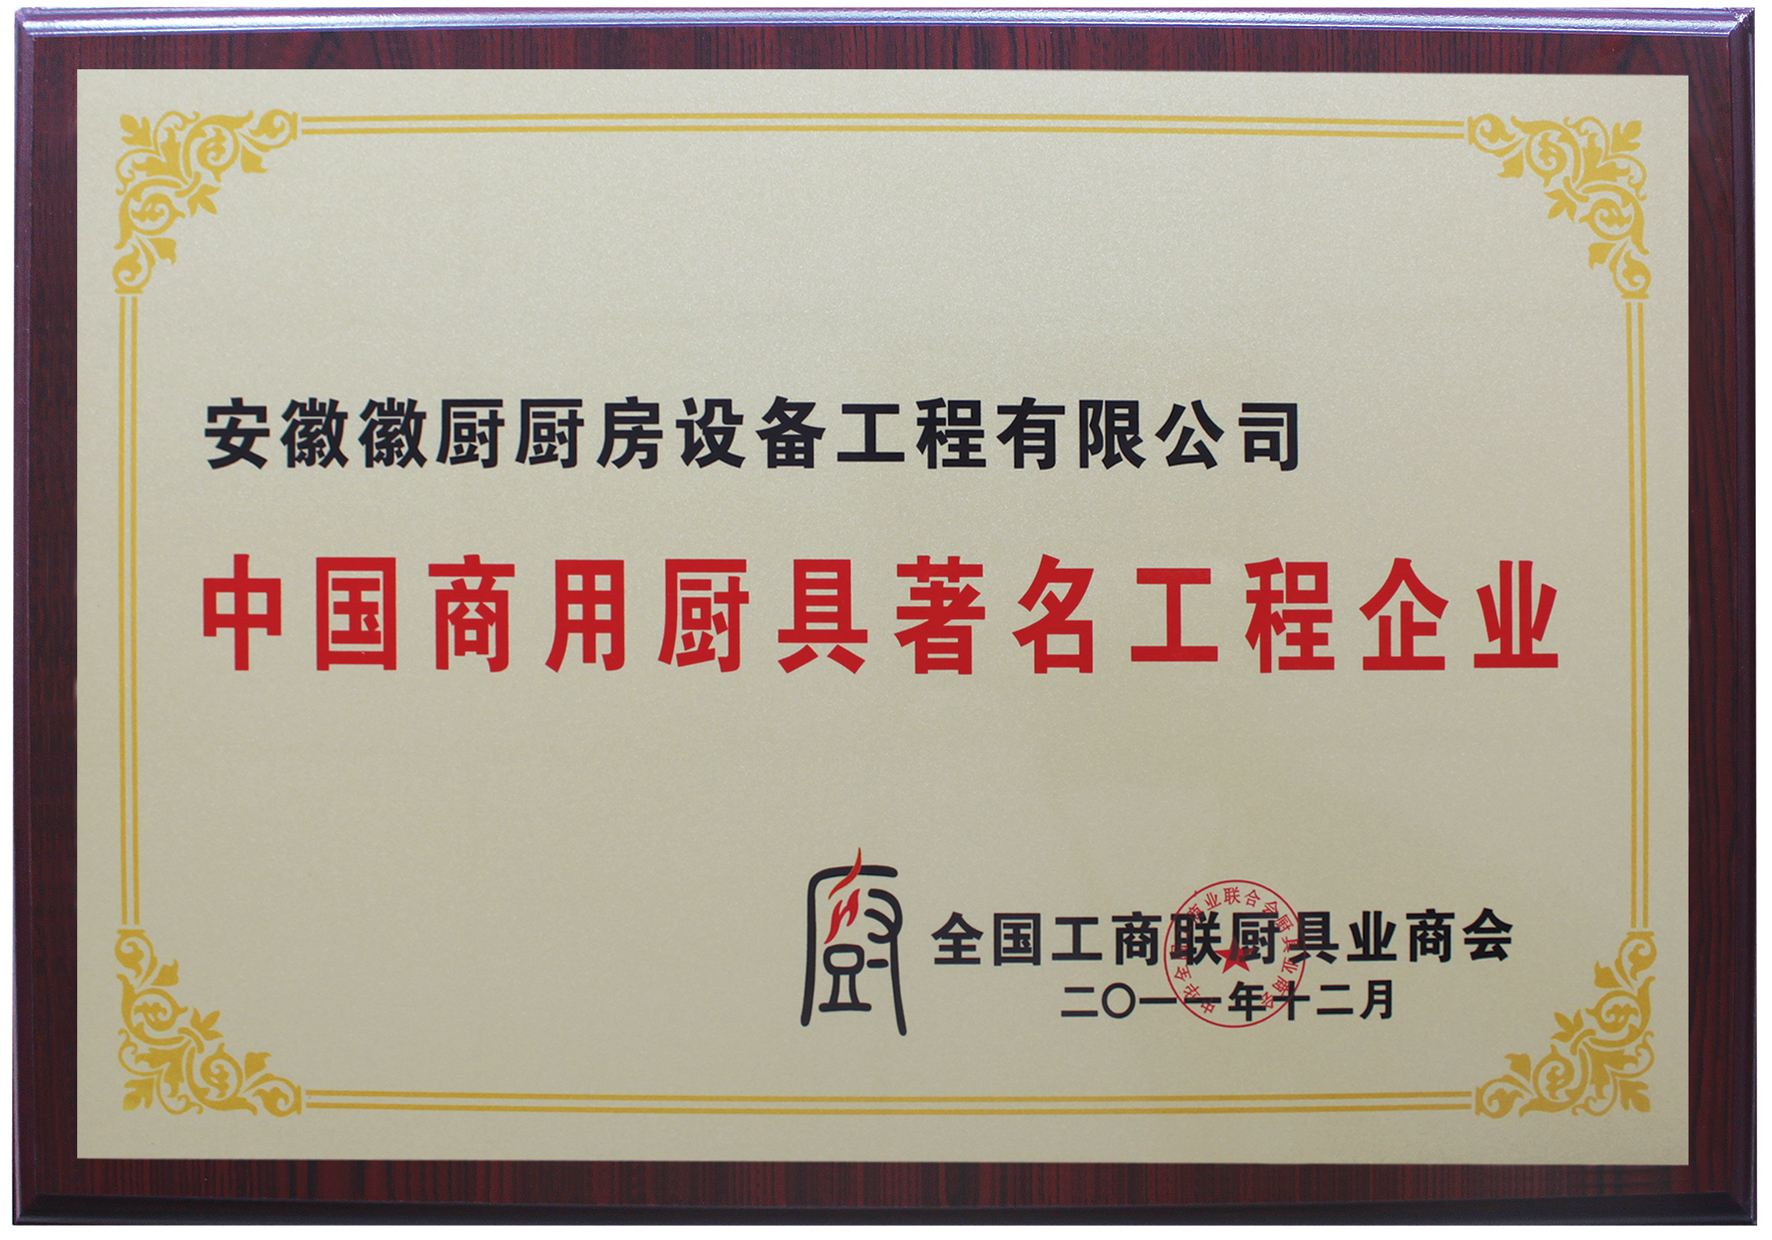 安徽徽厨厨房设备工程有限公司
中国商用厨具著名工程企业
厨
全国工商联厨具业商会
二〇一一年十二月